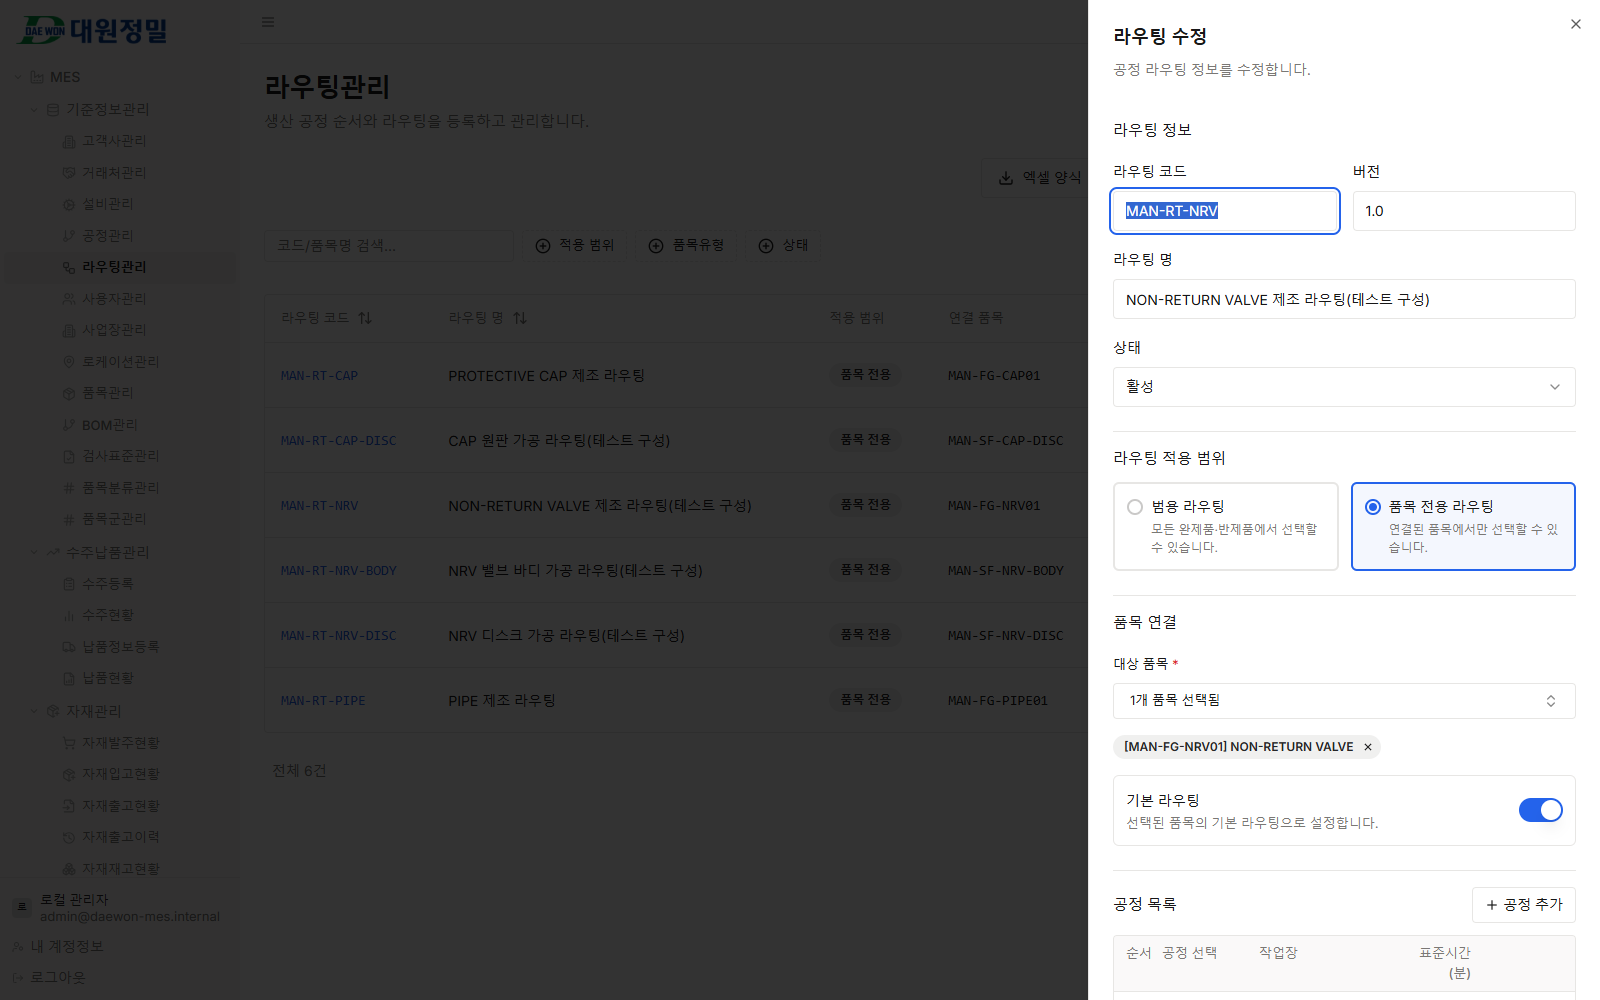 DAE WON 대원정밀
MES
기준정보관리
고객사관리
거래처관리
설비관리
공정관리
라우팅관리
사용자관리
사업장관리
로케이션관리
품목관리
BOM관리
검사표준관리
품목분류관리
품목군관리
수주납품관리
수주등록
수주현황
납품정보등록
납품현황
자재관리
자재발주현황
자재입고현황
자재출고현황
자재출고이력
자재재고현황
로
로컬 관리자
admin@daewon-mes.internal
내 계정정보
로그아웃
라우팅관리
생산 공정 순서와 라우팅을 등록하고 관리합니다.
엑셀 양식
코드/품목명 검색...
적용 범위
품목유형
상태
라우팅 코드 라우팅 명 적용 범위 연결 품목
MAN-RT-CAP PROTECTIVE CAP 제조 라우팅 품목 전용 MAN-FG-CAP01
MAN-RT-CAP-DISC CAP 원판 가공 라우팅(테스트 구성) 품목 전용 MAN-SF-CAP-DISC
MAN-RT-NRV NON-RETURN VALVE 제조 라우팅(테스트 구성) 품목 전용 MAN-FG-NRV01
MAN-RT-NRV-BODY NRV 밸브 바디 가공 라우팅(테스트 구성) 품목 전용 MAN-SF-NRV-BODY
MAN-RT-NRV-DISC NRV 디스크 가공 라우팅(테스트 구성) 품목 전용 MAN-SF-NRV-DISC
MAN-RT-PIPE PIPE 제조 라우팅 품목 전용 MAN-FG-PIPE01
전체 6건
라우팅 수정
공정 라우팅 정보를 수정합니다.
라우팅 정보
라우팅 코드 버전
MAN-RT-NRV 1.0
라우팅 명
NON-RETURN VALVE 제조 라우팅(테스트 구성)
상태
활성
라우팅 적용 범위
범용 라우팅
모든 완제품·반제품에서 선택할
수 있습니다.
품목 전용 라우팅
연결된 품목에서만 선택할 수 있
습니다.
품목 연결
대상 품목 *
1개 품목 선택됨
[MAN-FG-NRV01] NON-RETURN VALVE
기본 라우팅
선택된 품목의 기본 라우팅으로 설정합니다.
공정 목록
공정 추가
순서 공정 선택 작업장 표준시간
(분)